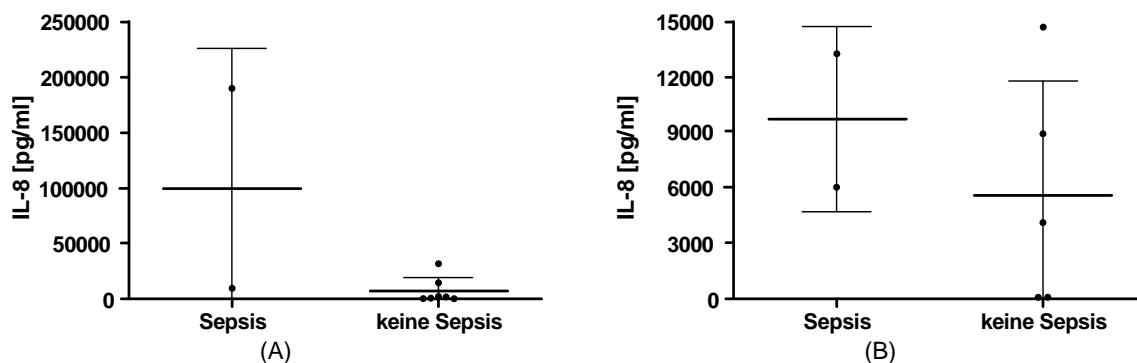 IL-8 [pg/ml]
250000
200000
150000
100000
50000
0
Sepsis
keine Sepsis
(A)
IL-8 [pg/ml]
15000
12000
9000
6000
3000
0
Sepsis
keine Sepsis
(B)